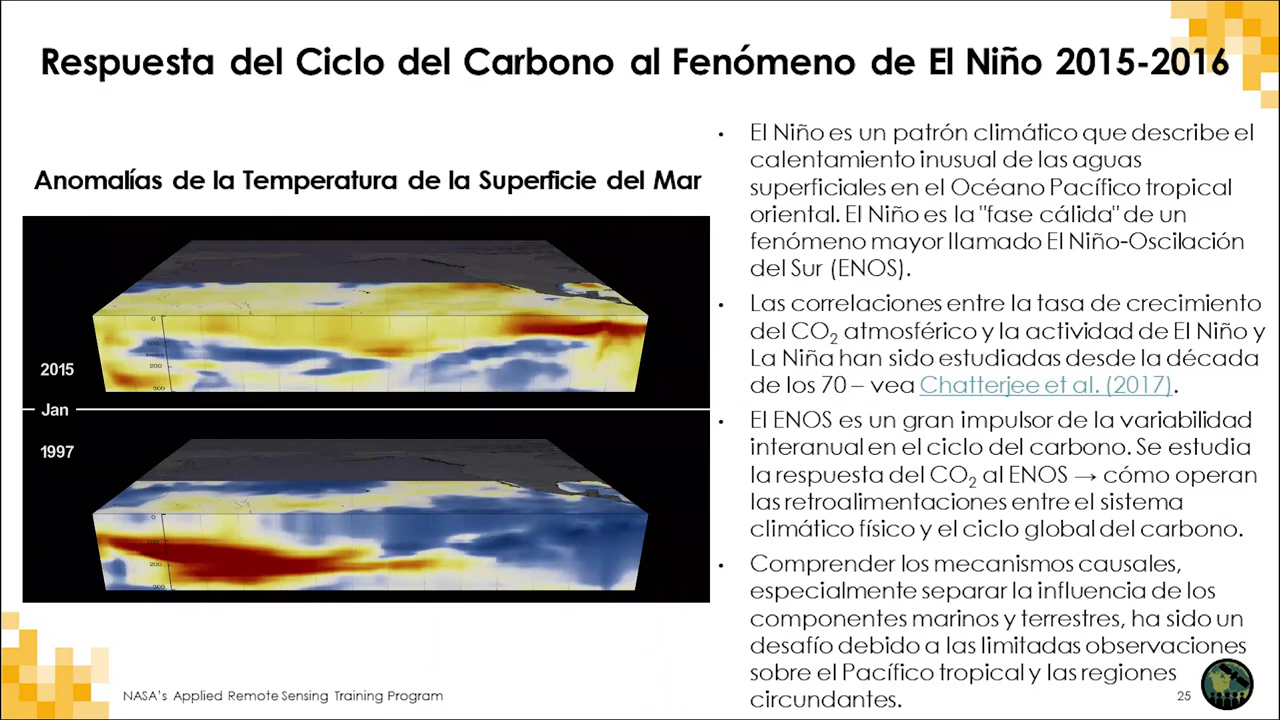 Respuesta del Ciclo del Carbono al Fenómeno de El Niño 2015-2016
Anomalías de la Temperatura de la Superficie del Mar
0
100
200
300
2015
Jan
1997
0
100
200
300
• El Niño es un patrón climático que describe el
calentamiento inusual de las aguas
superficiales en el Océano Pacífico tropical
oriental. El Niño es la "fase cálida" de un
fenómeno mayor llamado El Niño-Oscilación
del Sur (ENOS).
• Las correlaciones entre la tasa de crecimiento
del CO₂ atmosférico y la actividad de El Niño y
La Niña han sido estudiadas desde la década
de los 70 – vea Chatterjee et al. (2017).
• El ENOS es un gran impulsor de la variabilidad
interanual en el ciclo del carbono. Se estudia
la respuesta del CO₂ al ENOS → cómo operan
las retroalimentaciones entre el sistema
climático físico y el ciclo global del carbono.
• Comprender los mecanismos causales,
especialmente separar la influencia de los
componentes marinos y terrestres, ha sido un
desafío debido a las limitadas observaciones
sobre el Pacífico tropical y las regiones
circundantes.
NASA's Applied Remote Sensing Training Program
25